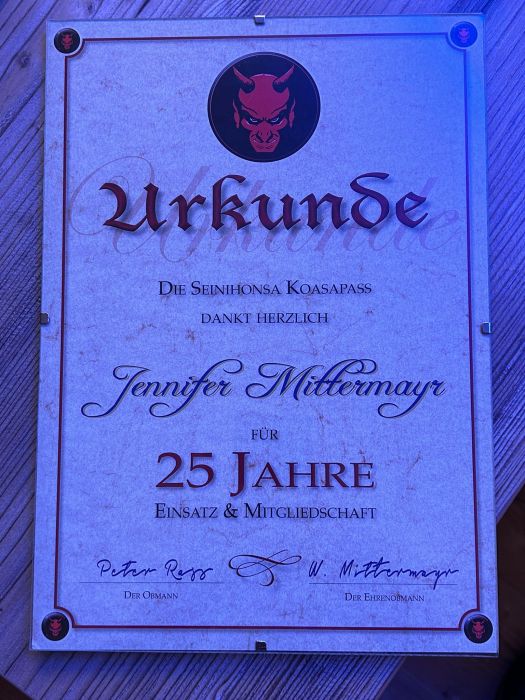 Urkunde
Die Seinihonsa Koasapass
dankt herzlich
Jennifer Mittermayr
für
25 Jahre
Einsatz & Mitgliedschaft
Peter Rass W. Mittermayr
Der Obmann Der Ehrenobmann